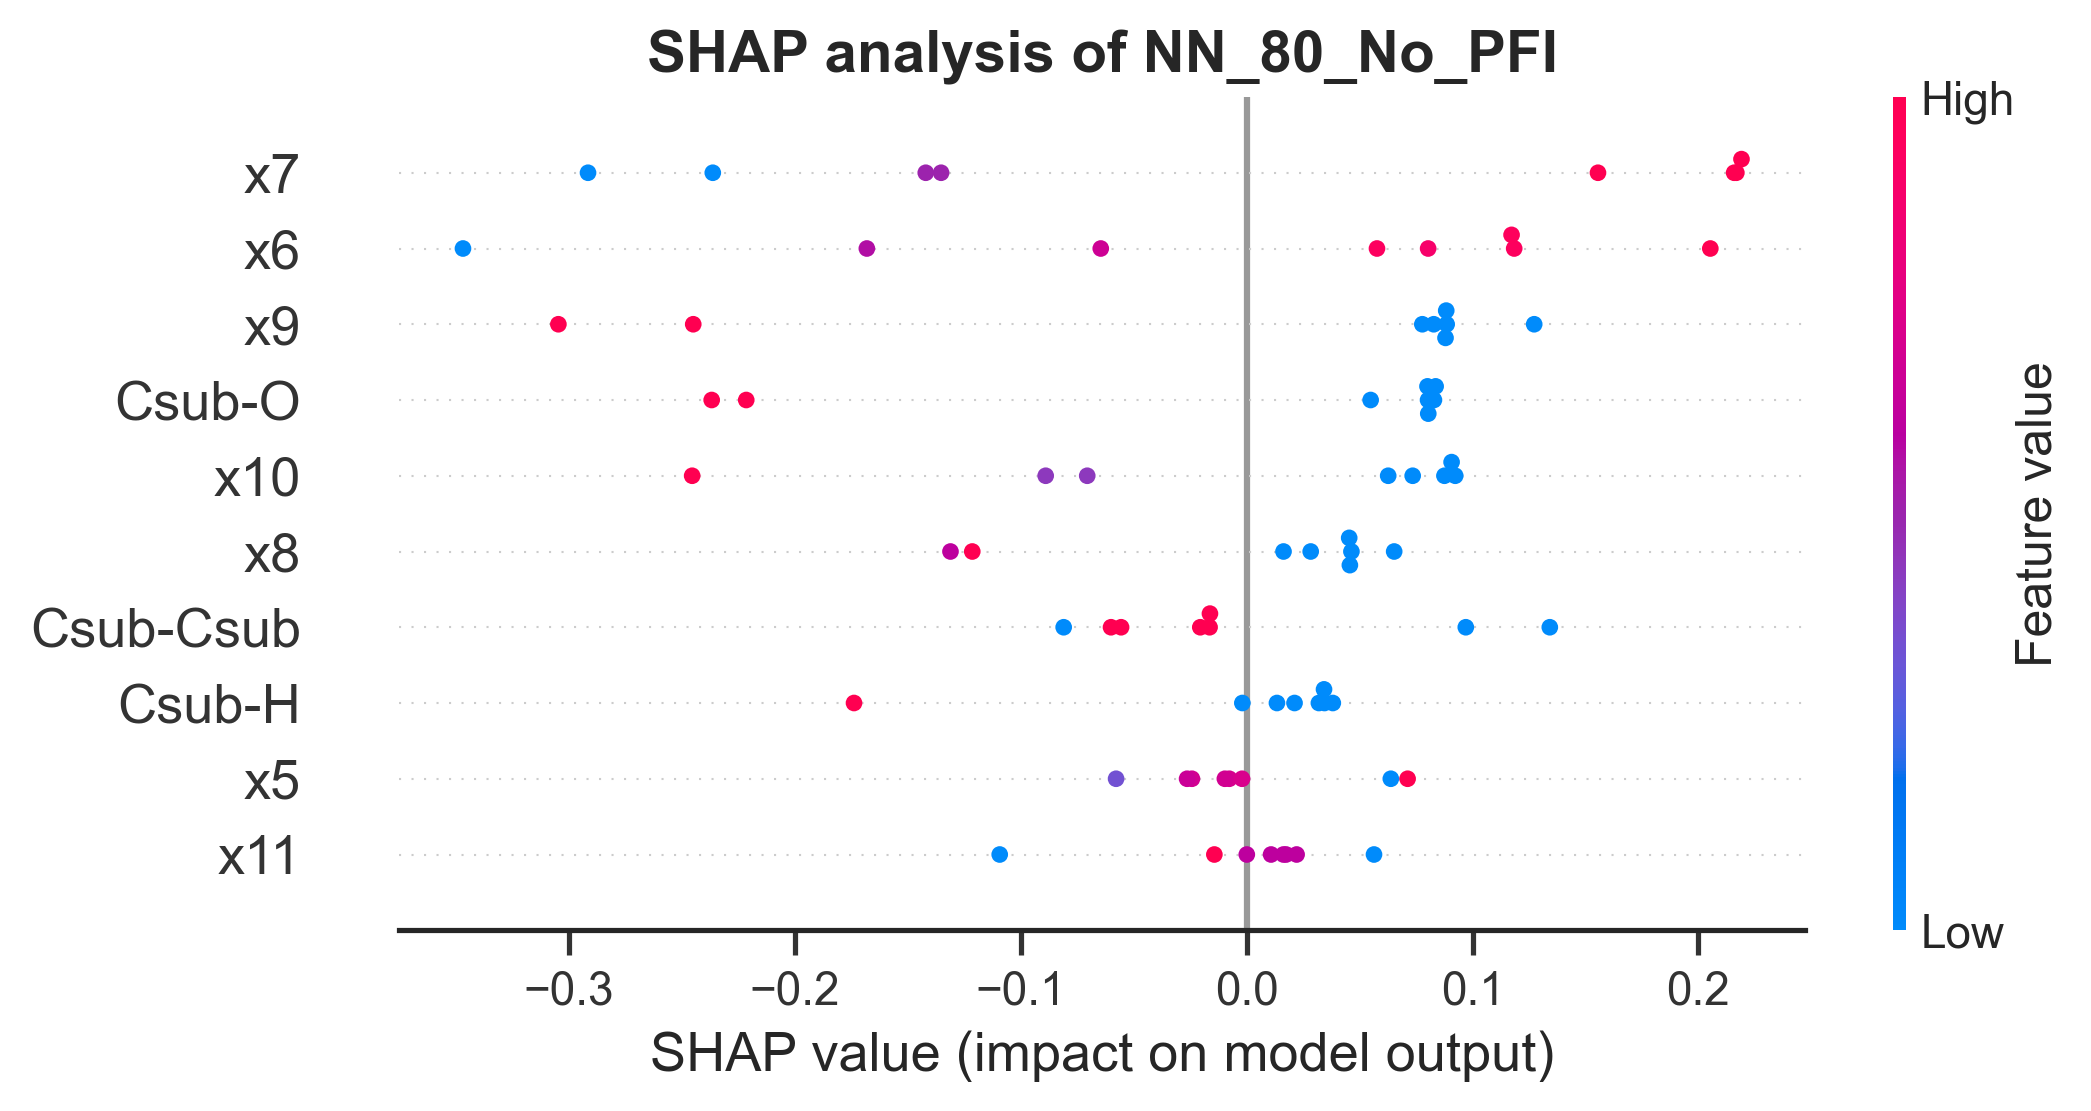 SHAP analysis of NN_80_No_PFI
High
x7
x6
x9
Csub-O
x10
x8
Csub-Csub
Csub-H
x5
x11
Feature value
Low
−0.3 −0.2 −0.1 0.0 0.1 0.2
SHAP value (impact on model output)